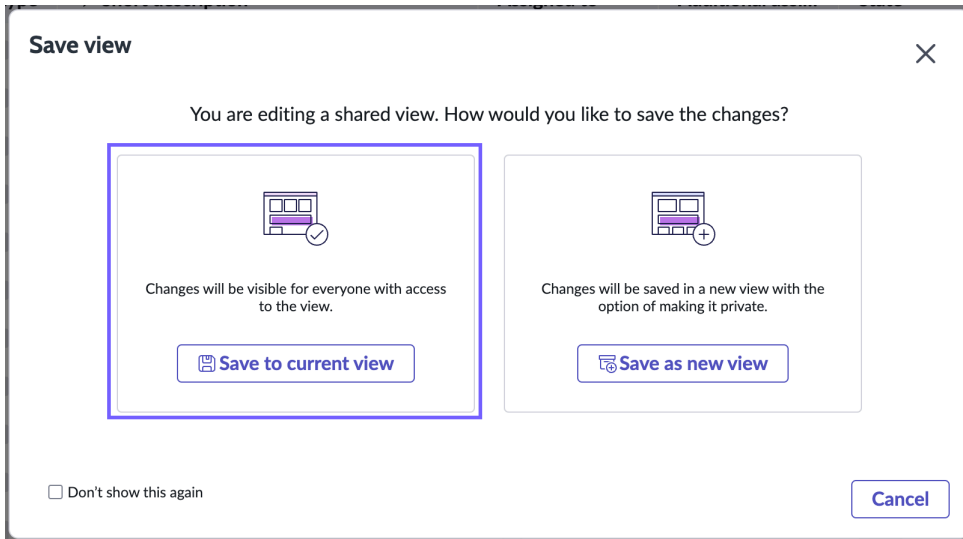 Save view
You are editing a shared view. How would you like to save the changes?
Changes will be visible for everyone with access
to the view.
Save to current view
Changes will be saved in a new view with the
option of making it private.
Save as new view
Don't show this again
Cancel